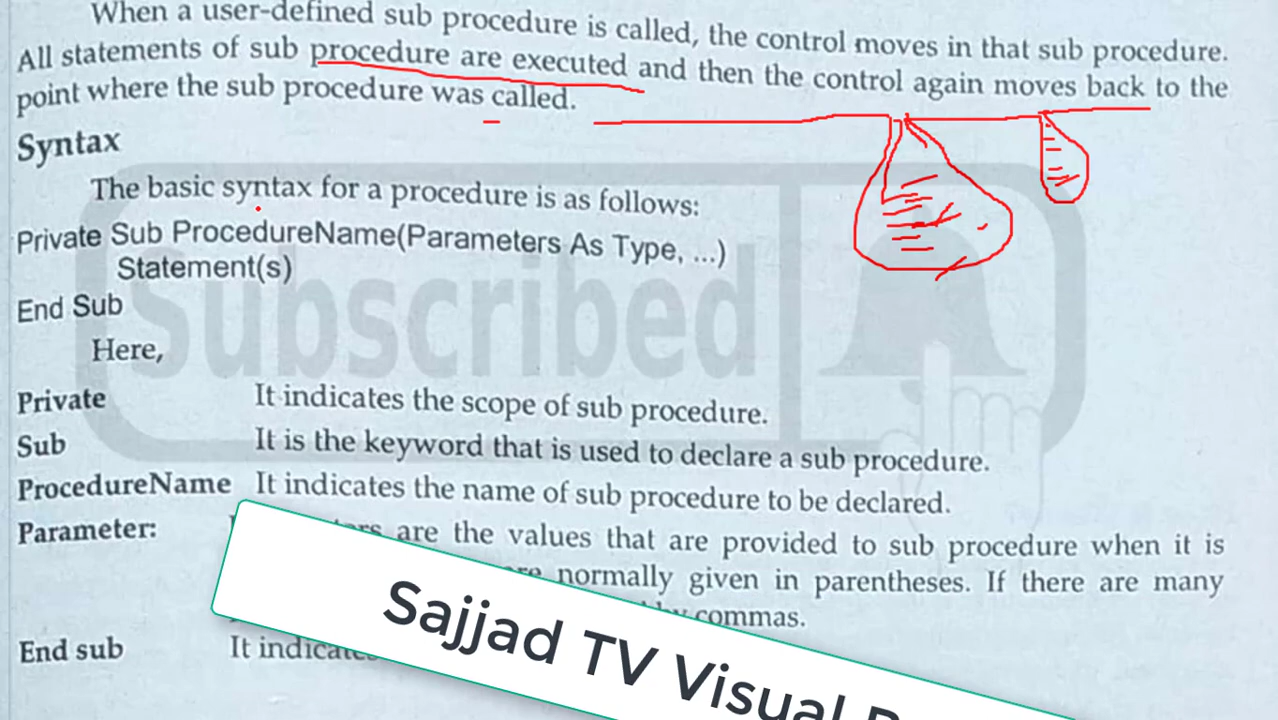 When a user-defined sub procedure is called, the control moves in that sub procedure.
All statements of sub procedure are executed and then the control again moves back to the
point where the sub procedure was called.
Syntax
The basic syntax for a procedure is as follows:
Private Sub ProcedureName(Parameters As Type, ...)
Statement(s)
End Sub
Here,
Private It indicates the scope of sub procedure.
Sub It is the keyword that is used to declare a sub procedure.
ProcedureName It indicates the name of sub procedure to be declared.
Parameter: are the values that are provided to sub procedure when it is
normally given in parentheses. If there are many
commas.
End sub It indicates
Sajjad TV Visual
Subscribed